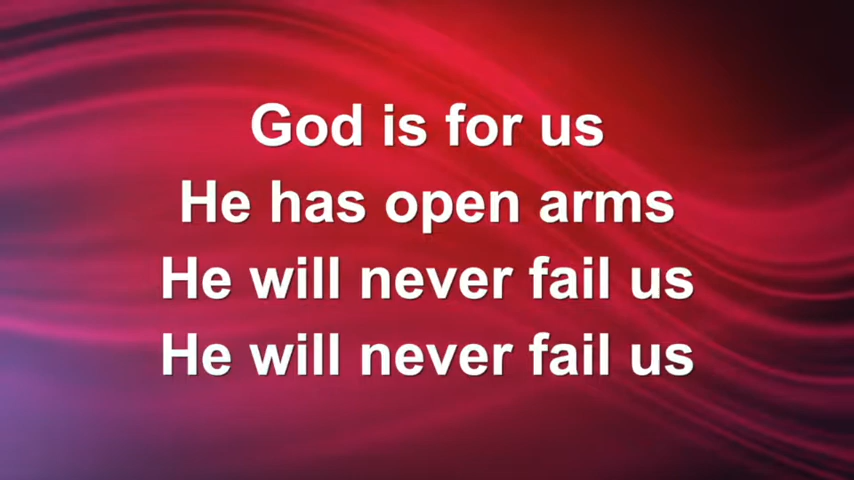 God is for us
He has open arms
He will never fail us
He will never fail us